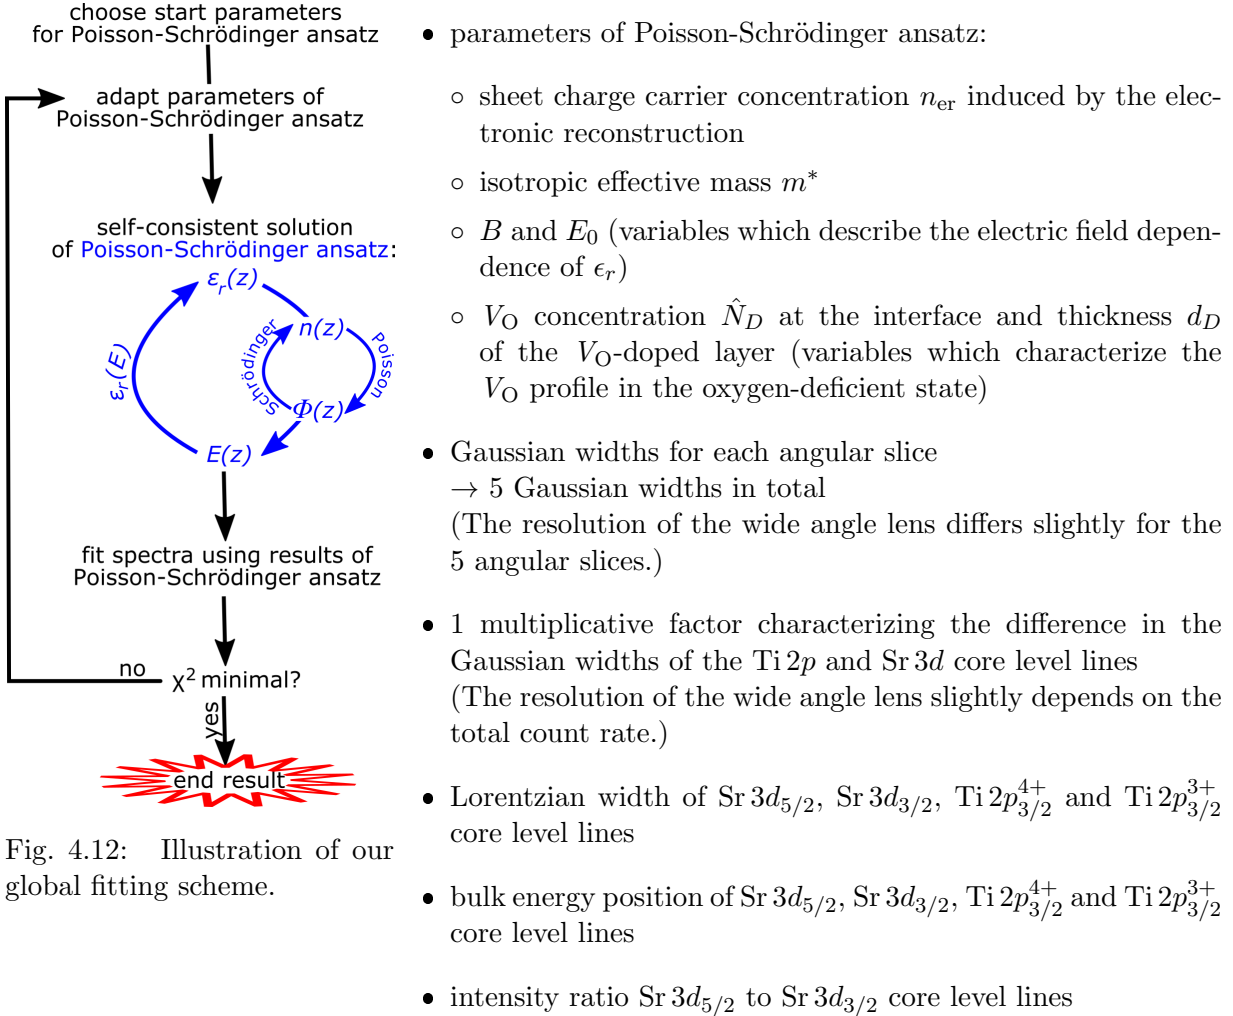 choose start parameters
for Poisson-Schrödinger ansatz
adapt parameters of
Poisson-Schrödinger ansatz
self-consistent solution
of Poisson-Schrödinger ansatz:
εr(z)
n(z)
Poisson
Schrödinger
εr(E)
Φ(z)
E(z)
fit spectra using results of
Poisson-Schrödinger ansatz
no
χ² minimal?
yes
end result
Fig. 4.12: Illustration of our
global fitting scheme.
• parameters of Poisson-Schrödinger ansatz:
◦ sheet charge carrier concentration n_er induced by the elec-
tronic reconstruction
◦ isotropic effective mass m*
◦ B and E₀ (variables which describe the electric field depen-
dence of ϵ_r)
◦ V_O concentration N̂_D at the interface and thickness d_D
of the V_O-doped layer (variables which characterize the
V_O profile in the oxygen-deficient state)
• Gaussian widths for each angular slice
→ 5 Gaussian widths in total
(The resolution of the wide angle lens differs slightly for the
5 angular slices.)
• 1 multiplicative factor characterizing the difference in the
Gaussian widths of the Ti 2p and Sr 3d core level lines
(The resolution of the wide angle lens slightly depends on the
total count rate.)
• Lorentzian width of Sr 3d_5/2, Sr 3d_3/2, Ti 2p^4+_3/2 and Ti 2p^3+_3/2
core level lines
• bulk energy position of Sr 3d_5/2, Sr 3d_3/2, Ti 2p^4+_3/2 and Ti 2p^3+_3/2
core level lines
• intensity ratio Sr 3d_5/2 to Sr 3d_3/2 core level lines